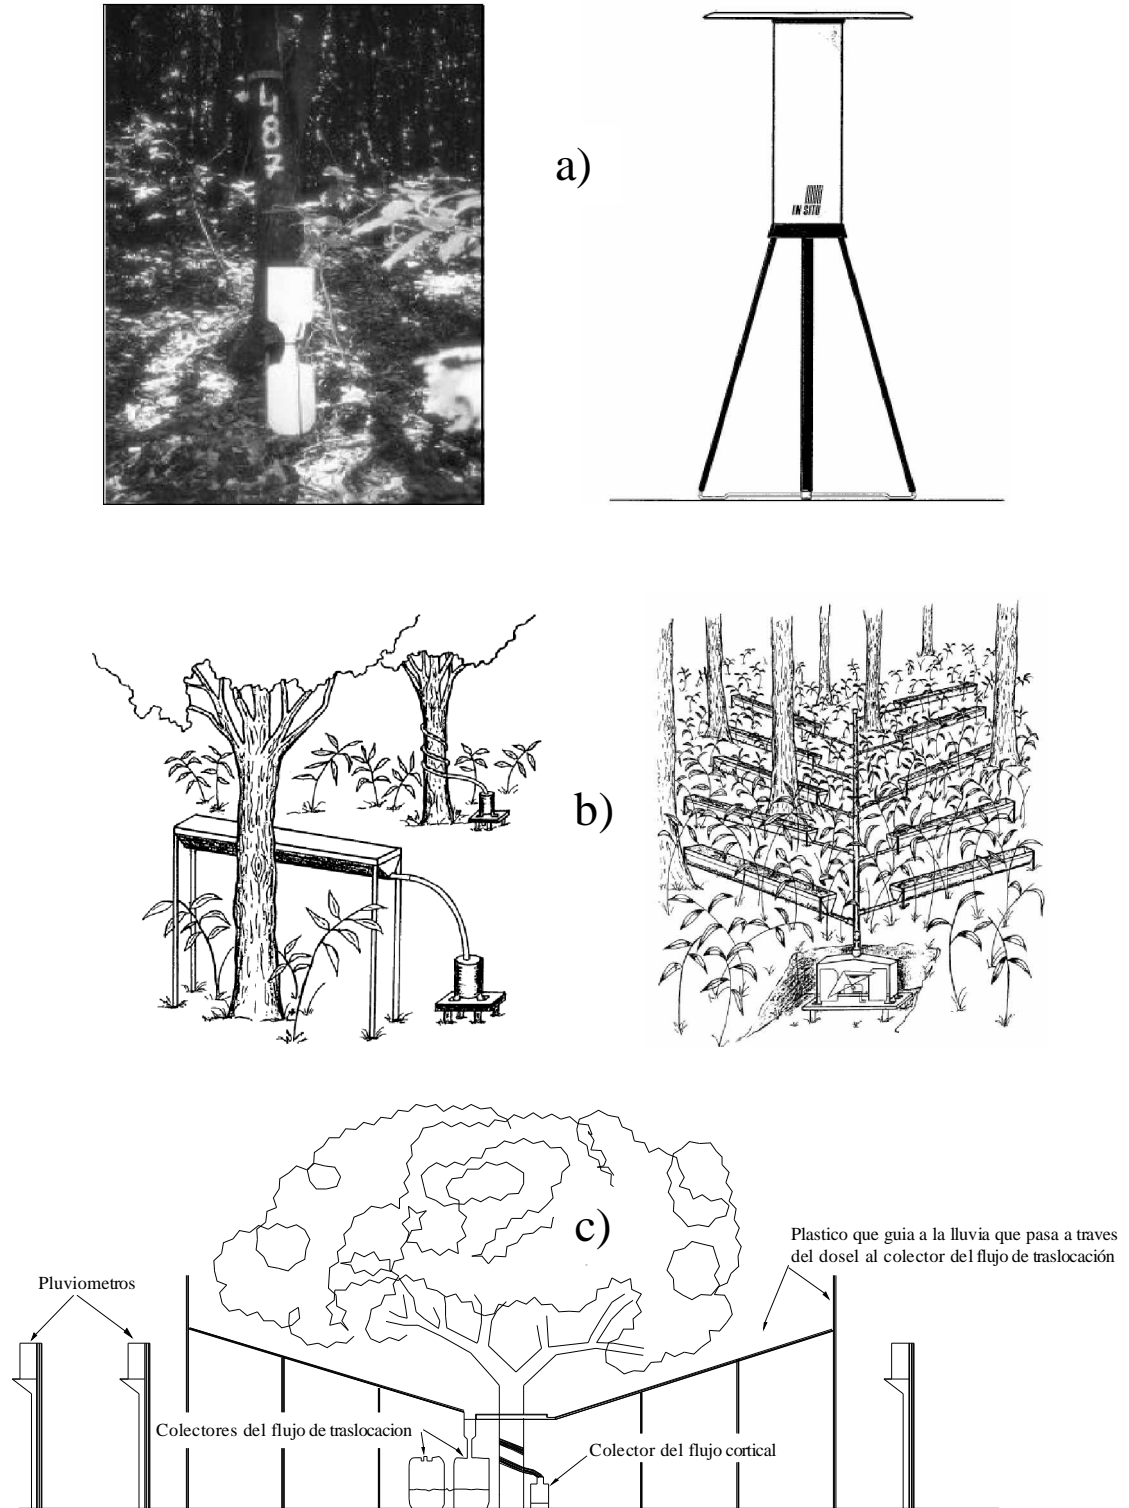 487
a)
IN SITU
b)
c)
Plastico que guia a la lluvia que pasa a traves
del dosel al colector del flujo de traslocación
Pluviometros
Colectores del flujo de traslocacion
Colector del flujo cortical